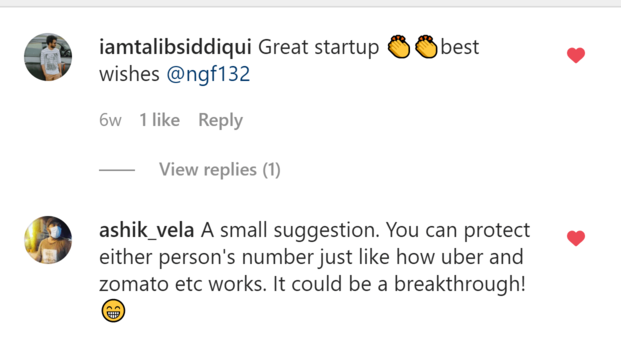 iamtalibsiddiqui Great startup 👏👏best
wishes @ngf132
6w 1 like Reply
View replies (1)
ashik_vela A small suggestion. You can protect
either person's number just like how uber and
zomato etc works. It could be a breakthrough!
😁